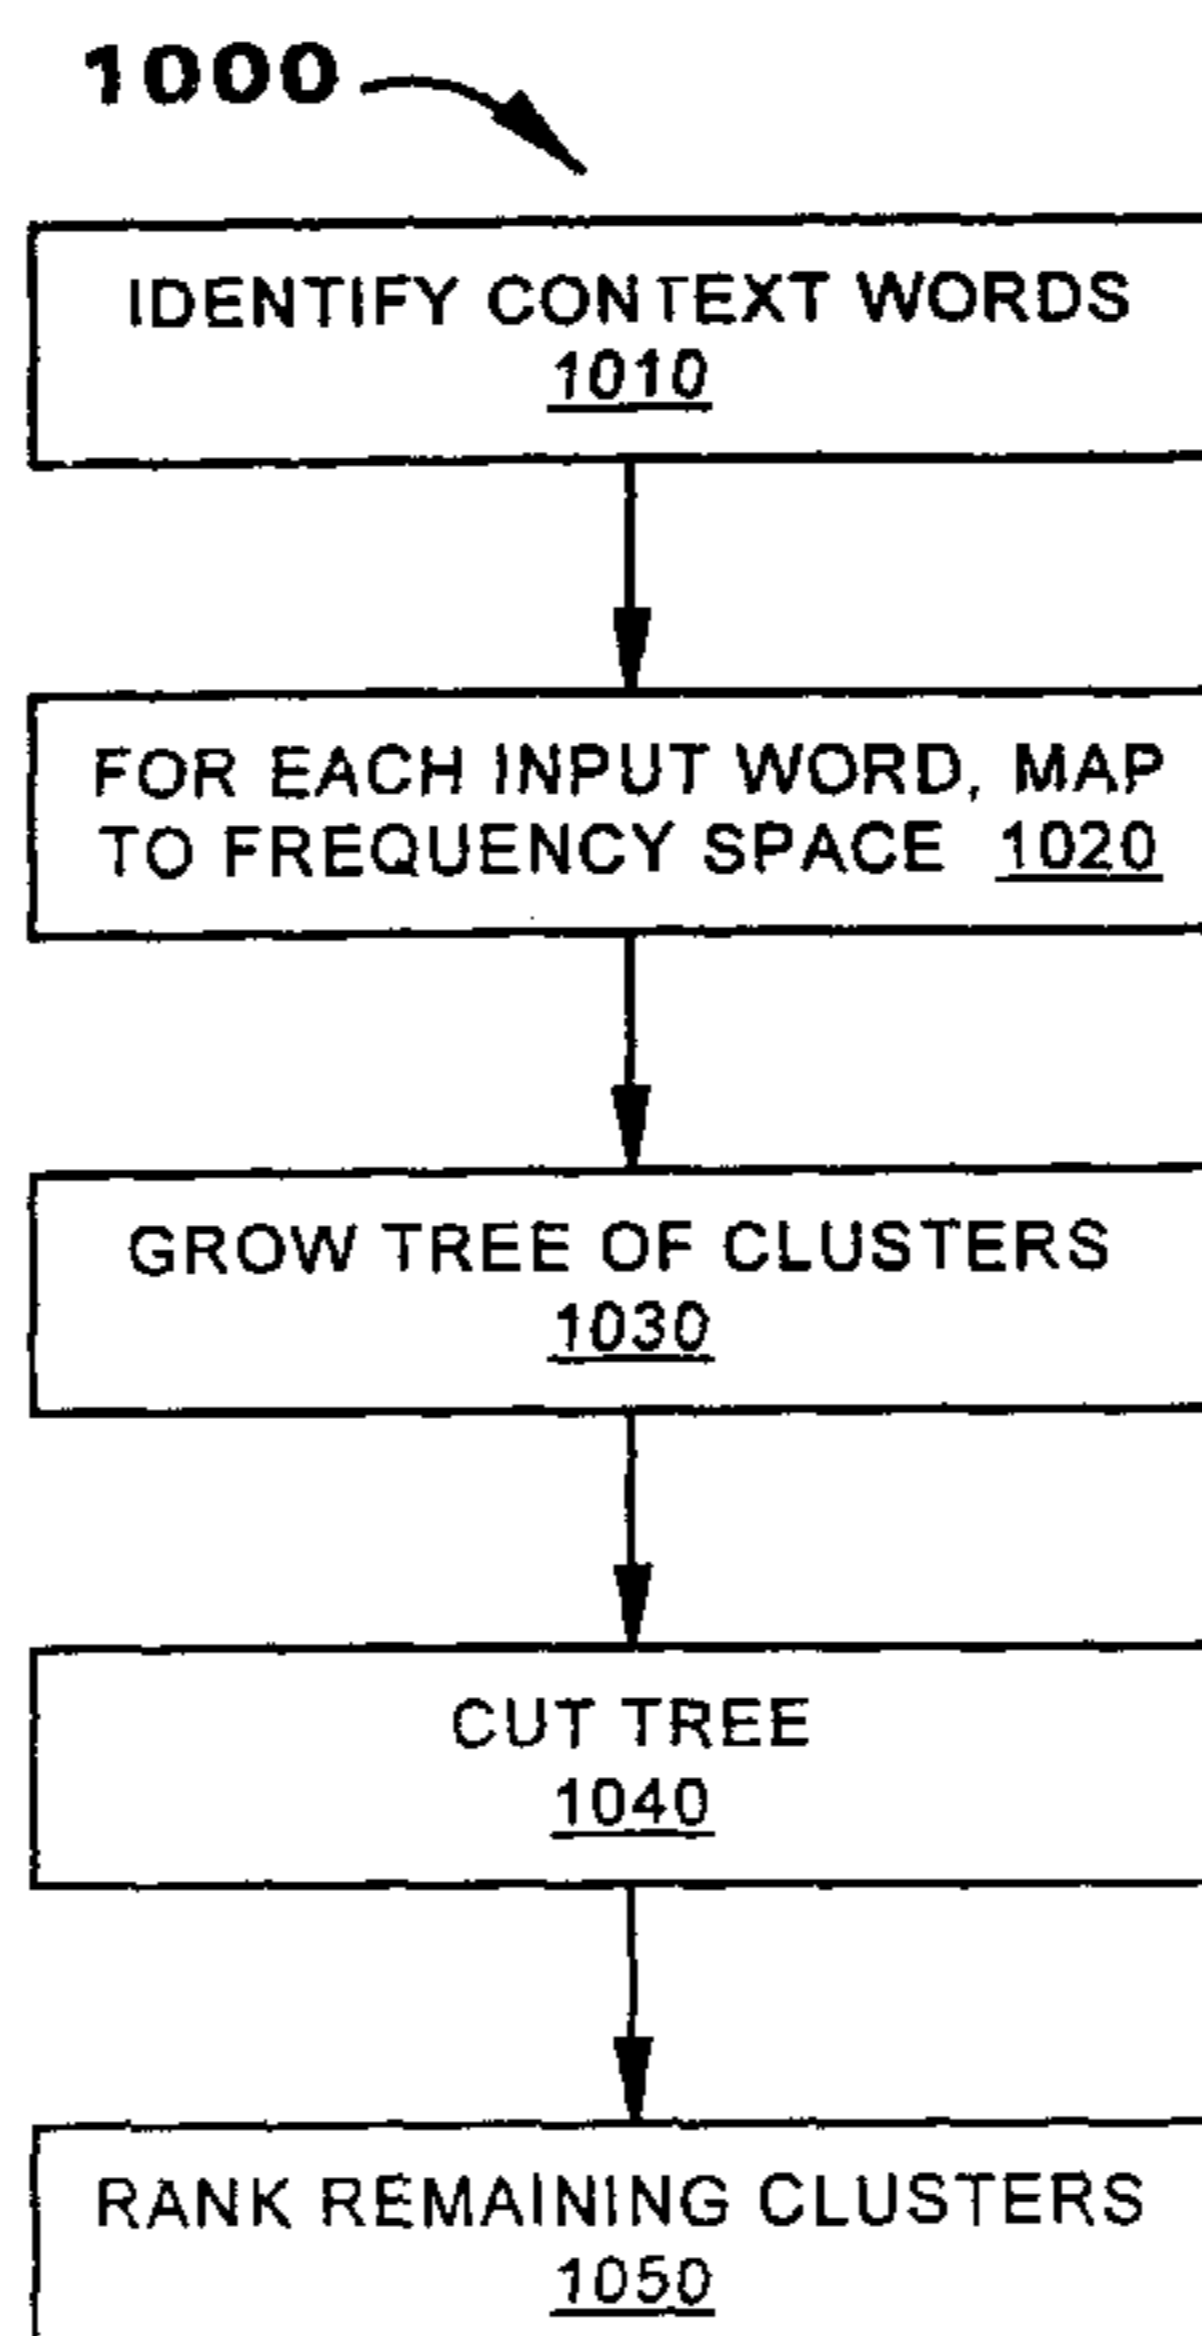 1000
IDENTIFY CONTEXT WORDS
1010
FOR EACH INPUT WORD, MAP
TO FREQUENCY SPACE 1020
GROW TREE OF CLUSTERS
1030
CUT TREE
1040
RANK REMAINING CLUSTERS
1050